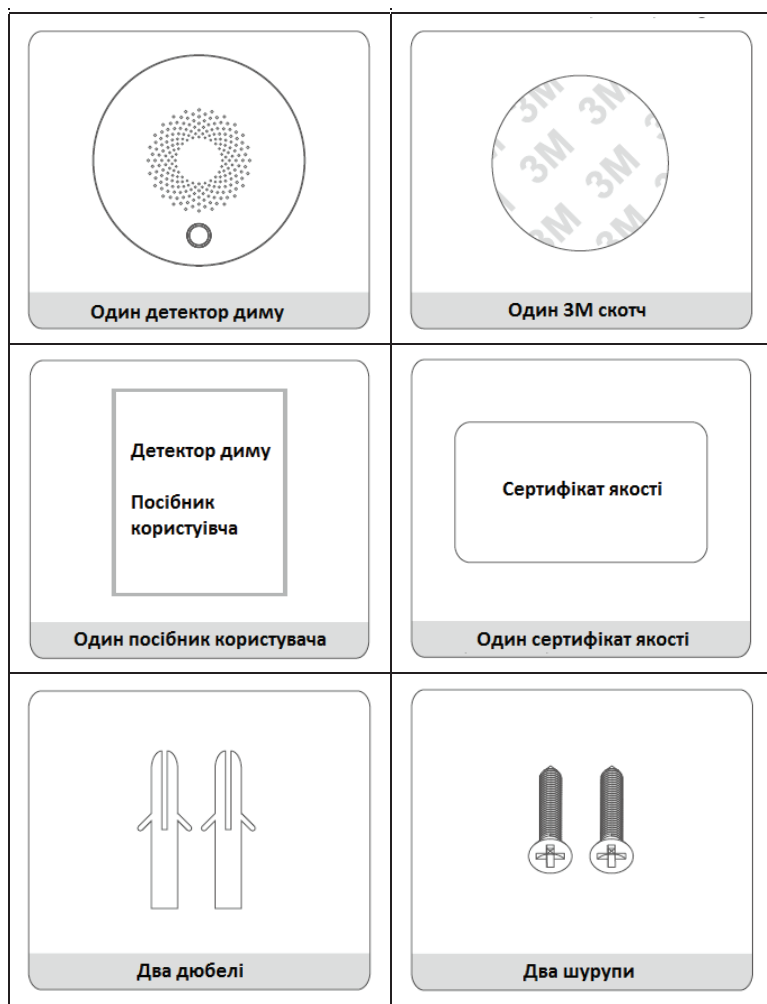 3M 3M
3M 3M
3M 3M
Один детектор диму
Один 3М скотч
Детектор диму
Посібник
користуівча
Сертифікат якості
Один посібник користувача
Один сертифікат якості
Два дюбелі
Два шурупи